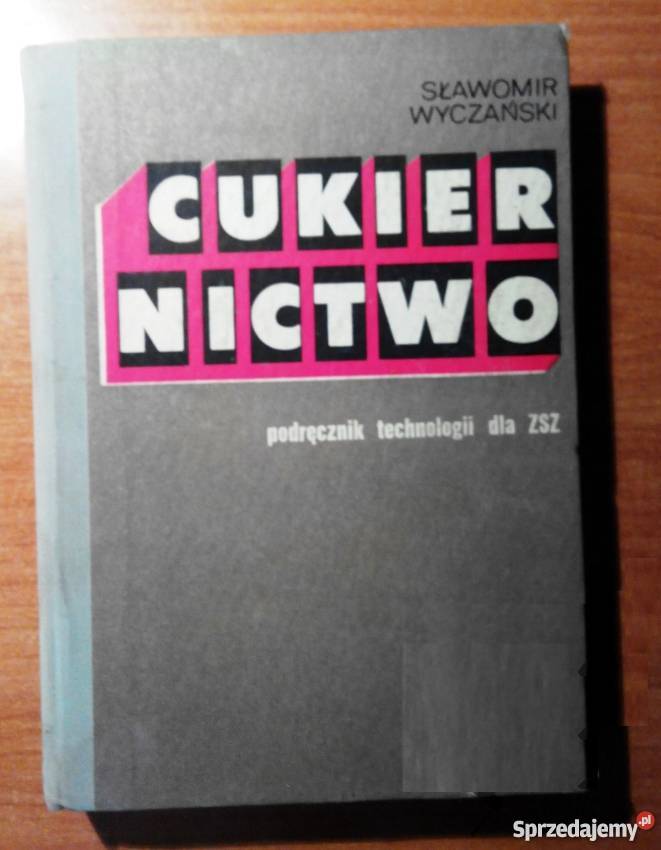 SŁAWOMIR
WYCZAŃSKI
CUKIER
NICTWO
podręcznik technologii dla ZSZ
Sprzedajemy.pl